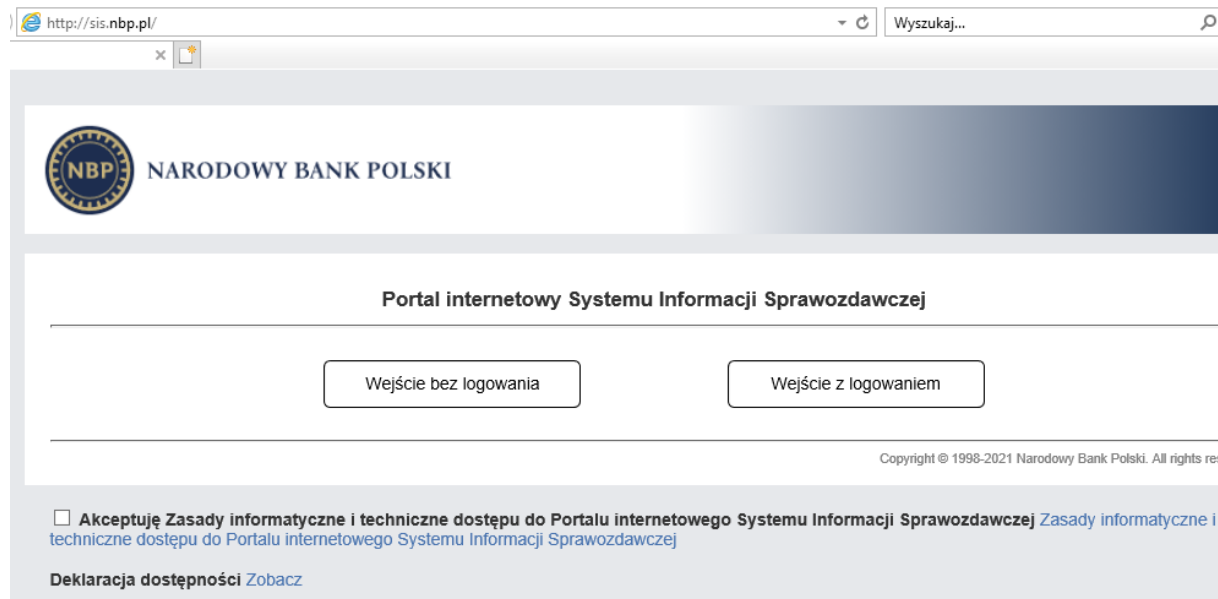 http://sis.nbp.pl/
Wyszukaj...
NBP
NARODOWY BANK POLSKI
Portal internetowy Systemu Informacji Sprawozdawczej
Wejście bez logowania
Wejście z logowaniem
Copyright © 1998-2021 Narodowy Bank Polski. All rights re
Akceptuję Zasady informatyczne i techniczne dostępu do Portalu internetowego Systemu Informacji Sprawozdawczej Zasady informatyczne i
techniczne dostępu do Portalu internetowego Systemu Informacji Sprawozdawczej
Deklaracja dostępności Zobacz